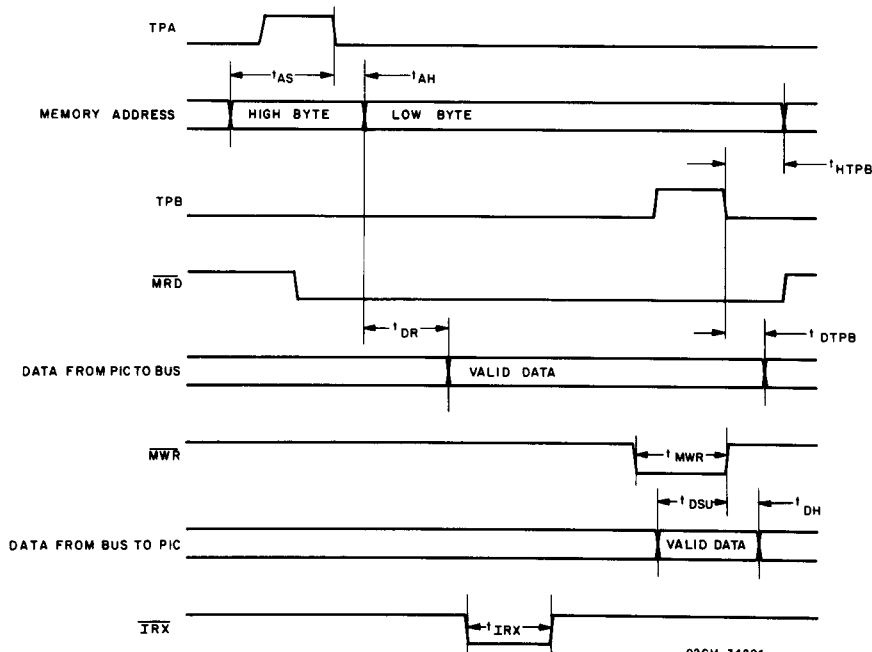 TPA
tAS
tAH
MEMORY ADDRESS
HIGH BYTE
LOW BYTE
tHTPB
TPB
MRD
tDR
tDTPB
DATA FROM PIC TO BUS
VALID DATA
MWR
tMWR
tDSU
tDH
DATA FROM BUS TO PIC
VALID DATA
IRX
tIRX